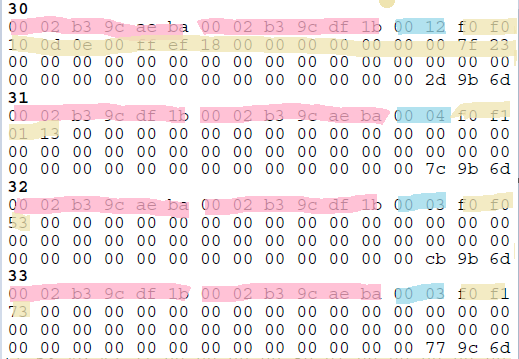 30
00 02 b3 9c ae ba 00 02 b3 9c df 1b 00 12 f0 f0
10 0d 0e 00 ff ef 18 00 00 00 00 00 00 00 7f 23
00 00 00 00 00 00 00 00 00 00 00 00 00 00 00 00
00 00 00 00 00 00 00 00 00 00 00 00 00 2d 9b 6d
31
00 02 b3 9c df 1b 00 02 b3 9c ae ba 00 04 f0 f1
01 13 00 00 00 00 00 00 00 00 00 00 00 00 00 00
00 00 00 00 00 00 00 00 00 00 00 00 00 00 00 00
00 00 00 00 00 00 00 00 00 00 00 00 00 7c 9b 6d
32
00 02 b3 9c ae ba 00 02 b3 9c df 1b 00 03 f0 f0
53 00 00 00 00 00 00 00 00 00 00 00 00 00 00 00
00 00 00 00 00 00 00 00 00 00 00 00 00 00 00 00
00 00 00 00 00 00 00 00 00 00 00 00 00 cb 9b 6d
33
00 02 b3 9c df 1b 00 02 b3 9c ae ba 00 03 f0 f1
73 00 00 00 00 00 00 00 00 00 00 00 00 00 00 00
00 00 00 00 00 00 00 00 00 00 00 00 00 00 00 00
00 00 00 00 00 00 00 00 00 00 00 00 00 77 9c 6d